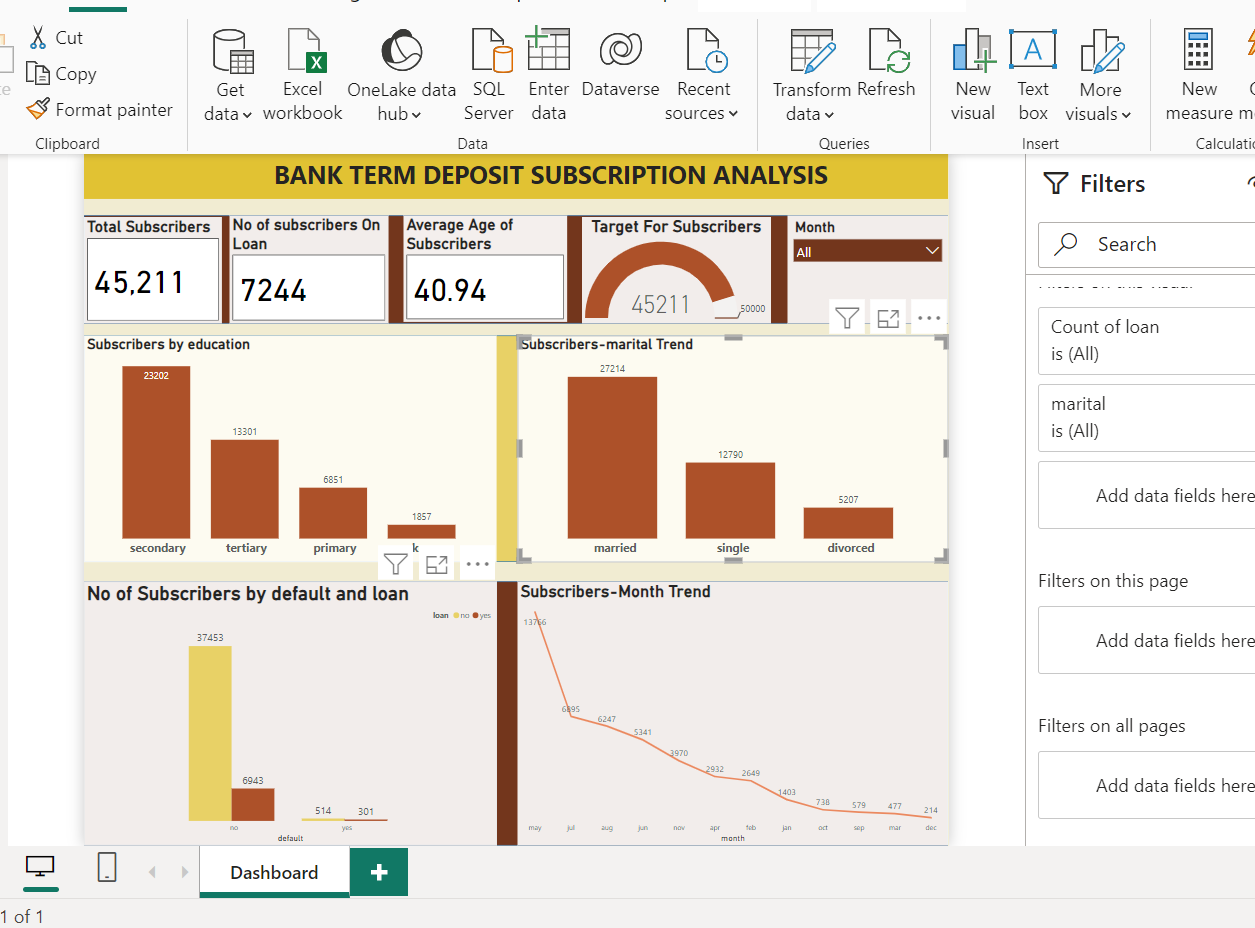 Cut
Copy
Format painter
Clipboard
Get data
Excel workbook
OneLake data hub
SQL Server
Enter data
Dataverse
Recent sources
Data
Transform data
Refresh
Queries
New visual
A
Text box
More visuals
Insert
New measure
BANK TERM DEPOSIT SUBSCRIPTION ANALYSIS
Total Subscribers
45,211
No of subscribers On
Loan
7244
Average Age of
Subscribers
40.94
Target For Subscribers
45211
50000
Month
All
Subscribers by education
23202
13301
6851
1857
secondary tertiary primary k
Subscribers-marital Trend
27214
12790
5207
married single divorced
No of Subscribers by default and loan
loan no yes
37453
6943
514
301
no yes
default
Subscribers-Month Trend
13766
6895
6247
5341
3970
2932
2649
1403
738
579
477
214
may jul aug jun nov apr feb jan oct sep mar dec
month
Filters
Search
Count of loan
is (All)
marital
is (All)
Add data fields here
Filters on this page
Add data fields here
Filters on all pages
Add data fields here
Dashboard
1 of 1